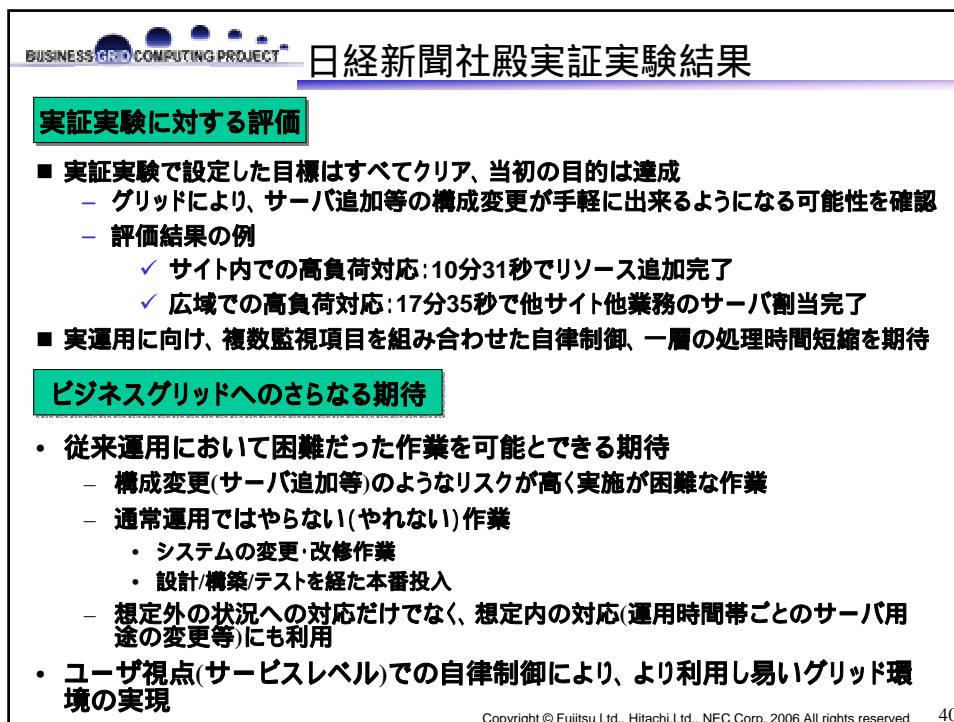 BUSINESS GRID COMPUTING PROJECT
日経新聞社殿実証実験結果
実証実験に対する評価
■ 実証実験で設定した目標はすべてクリア、当初の目的は達成
– グリッドにより、サーバ追加等の構成変更が手軽に出来るようになる可能性を確認
– 評価結果の例
✓ サイト内での高負荷対応:10分31秒でリソース追加完了
✓ 広域での高負荷対応:17分35秒で他サイト他業務のサーバ割当完了
■ 実運用に向け、複数監視項目を組み合わせた自律制御、一層の処理時間短縮を期待
ビジネスグリッドへのさらなる期待
• 従来運用において困難だった作業を可能とできる期待
– 構成変更(サーバ追加等)のようなリスクが高く実施が困難な作業
– 通常運用ではやらない(やれない)作業
• システムの変更・改修作業
• 設計/構築/テストを経た本番投入
– 想定外の状況への対応だけでなく、想定内の対応(運用時間帯ごとのサーバ用
途の変更等)にも利用
• ユーザ視点(サービスレベル)での自律制御により、より利用し易いグリッド環
境の実現
Copyright © Fujitsu Ltd., Hitachi,Ltd., NEC Corp. 2006 All rights reserved
40